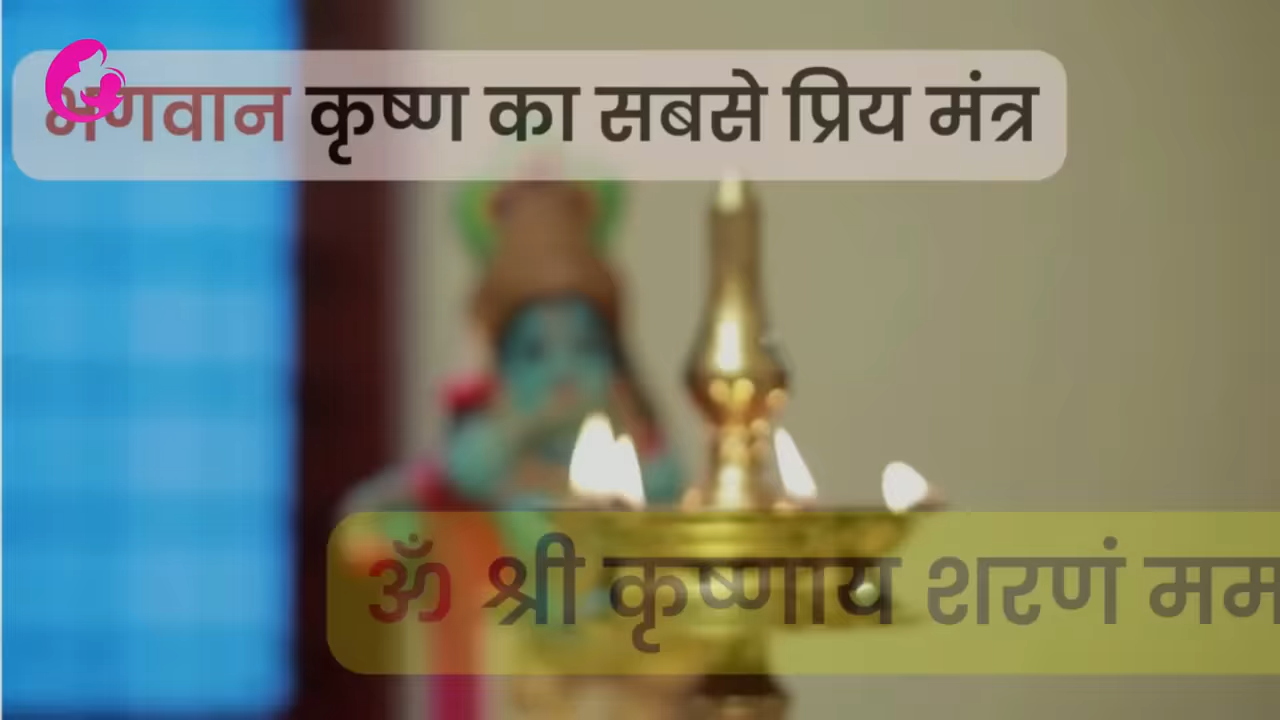 भगवान कृष्ण का सबसे प्रिय मंत्र
ॐ श्री कृष्णाय शरणं मम